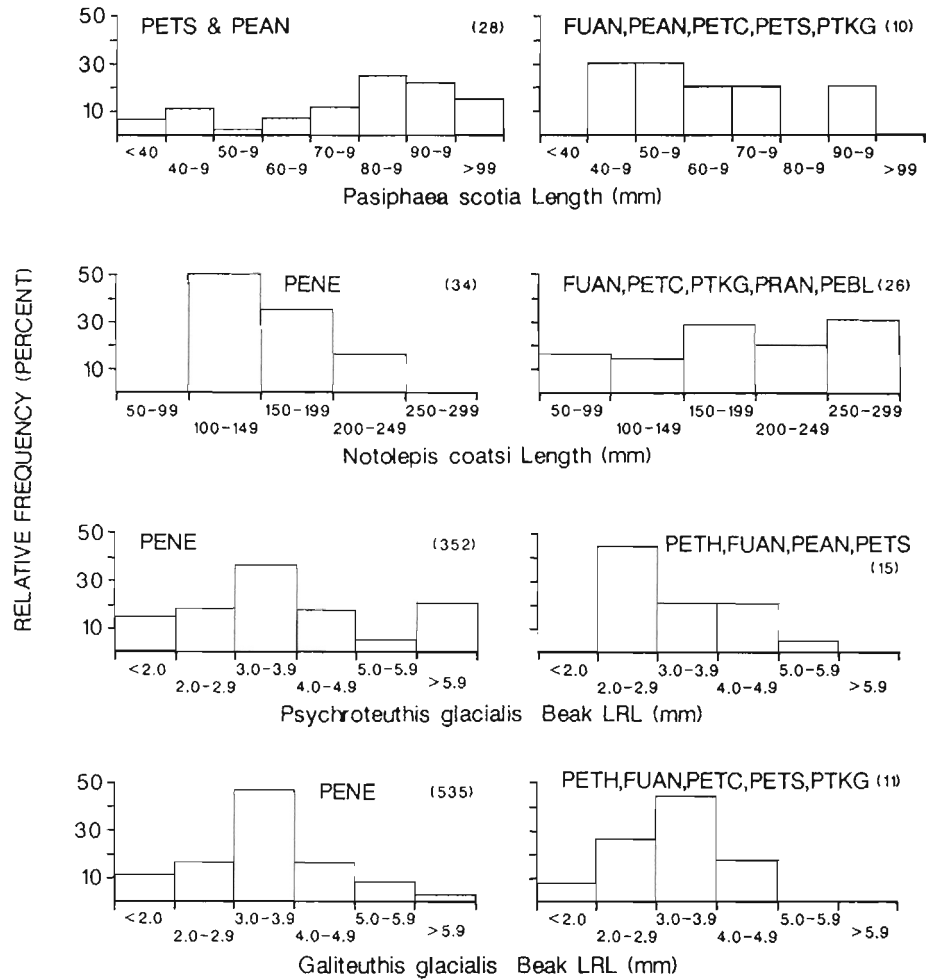 PETS & PEAN (28) FUAN,PEAN,PETC,PETS,PTKG (10)
50
30
10
<40 50-9 70-9 90-9 <40 50-9 70-9 90-9
40-9 60-9 80-9 >99 40-9 60-9 80-9 >99
Pasiphaea scotia Length (mm)
RELATIVE FREQUENCY (PERCENT)
50
PENE (34) FUAN,PETC,PTKG,PRAN,PEBL (26)
30
10
50-99 150-199 250-299 50-99 150-199 250-299
100-149 200-249 100-149 200-249
Notolepis coatsi Length (mm)
50
PENE (352) PETH,FUAN,PEAN,PETS
(15)
30
10
<2.0 3.0-3.9 5.0-5.9 <2.0 3.0-3.9 5.0-5.9
2.0-2.9 4.0-4.9 >5.9 2.0-2.9 4.0-4.9 >5.9
Psychroteuthis glacialis Beak LRL (mm)
50
PENE (535) PETH,FUAN,PETC,PETS,PTKG (11)
30
10
<2.0 3.0-3.9 5.0-5.9 <2.0 3.0-3.9 5.0-5.9
2.0-2.9 4.0-4.9 >5.9 2.0-2.9 4.0-4.9 >5.9
Galiteuthis glacialis Beak LRL (mm)